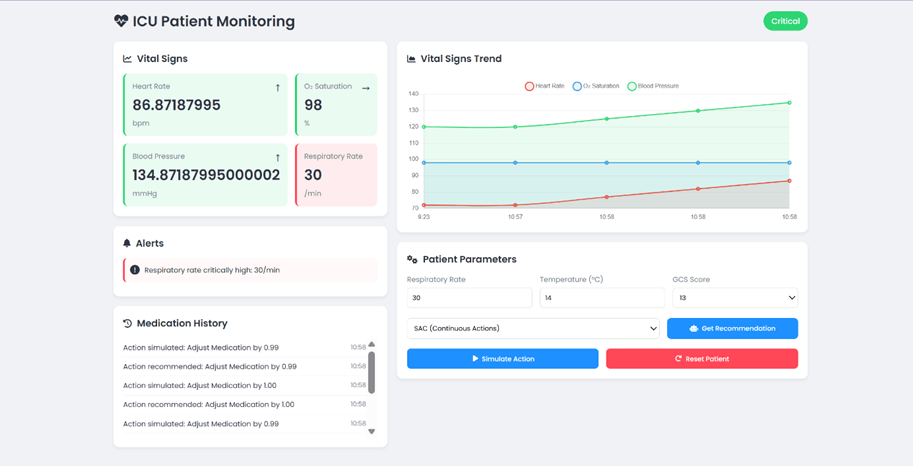 ICU Patient Monitoring
Critical
Vital Signs
Heart Rate
↑
86.87187995
bpm
O₂ Saturation
→
98
%
Blood Pressure
↑
134.87187995000002
mmHg
Respiratory Rate
30
/min
Alerts
Respiratory rate critically high: 30/min
Medication History
Action simulated: Adjust Medication by 0.99 10:58
Action recommended: Adjust Medication by 0.99 10:58
Action simulated: Adjust Medication by 1.00 10:58
Action recommended: Adjust Medication by 1.00 10:58
Action simulated: Adjust Medication by 0.99 10:58
Vital Signs Trend
Heart Rate O₂ Saturation Blood Pressure
140
130
120
110
100
90
80
70
9:23 10:57 10:58 10:58 10:58
Patient Parameters
Respiratory Rate Temperature (°C) GCS Score
30 14 13
SAC (Continuous Actions) Get Recommendation
Simulate Action Reset Patient